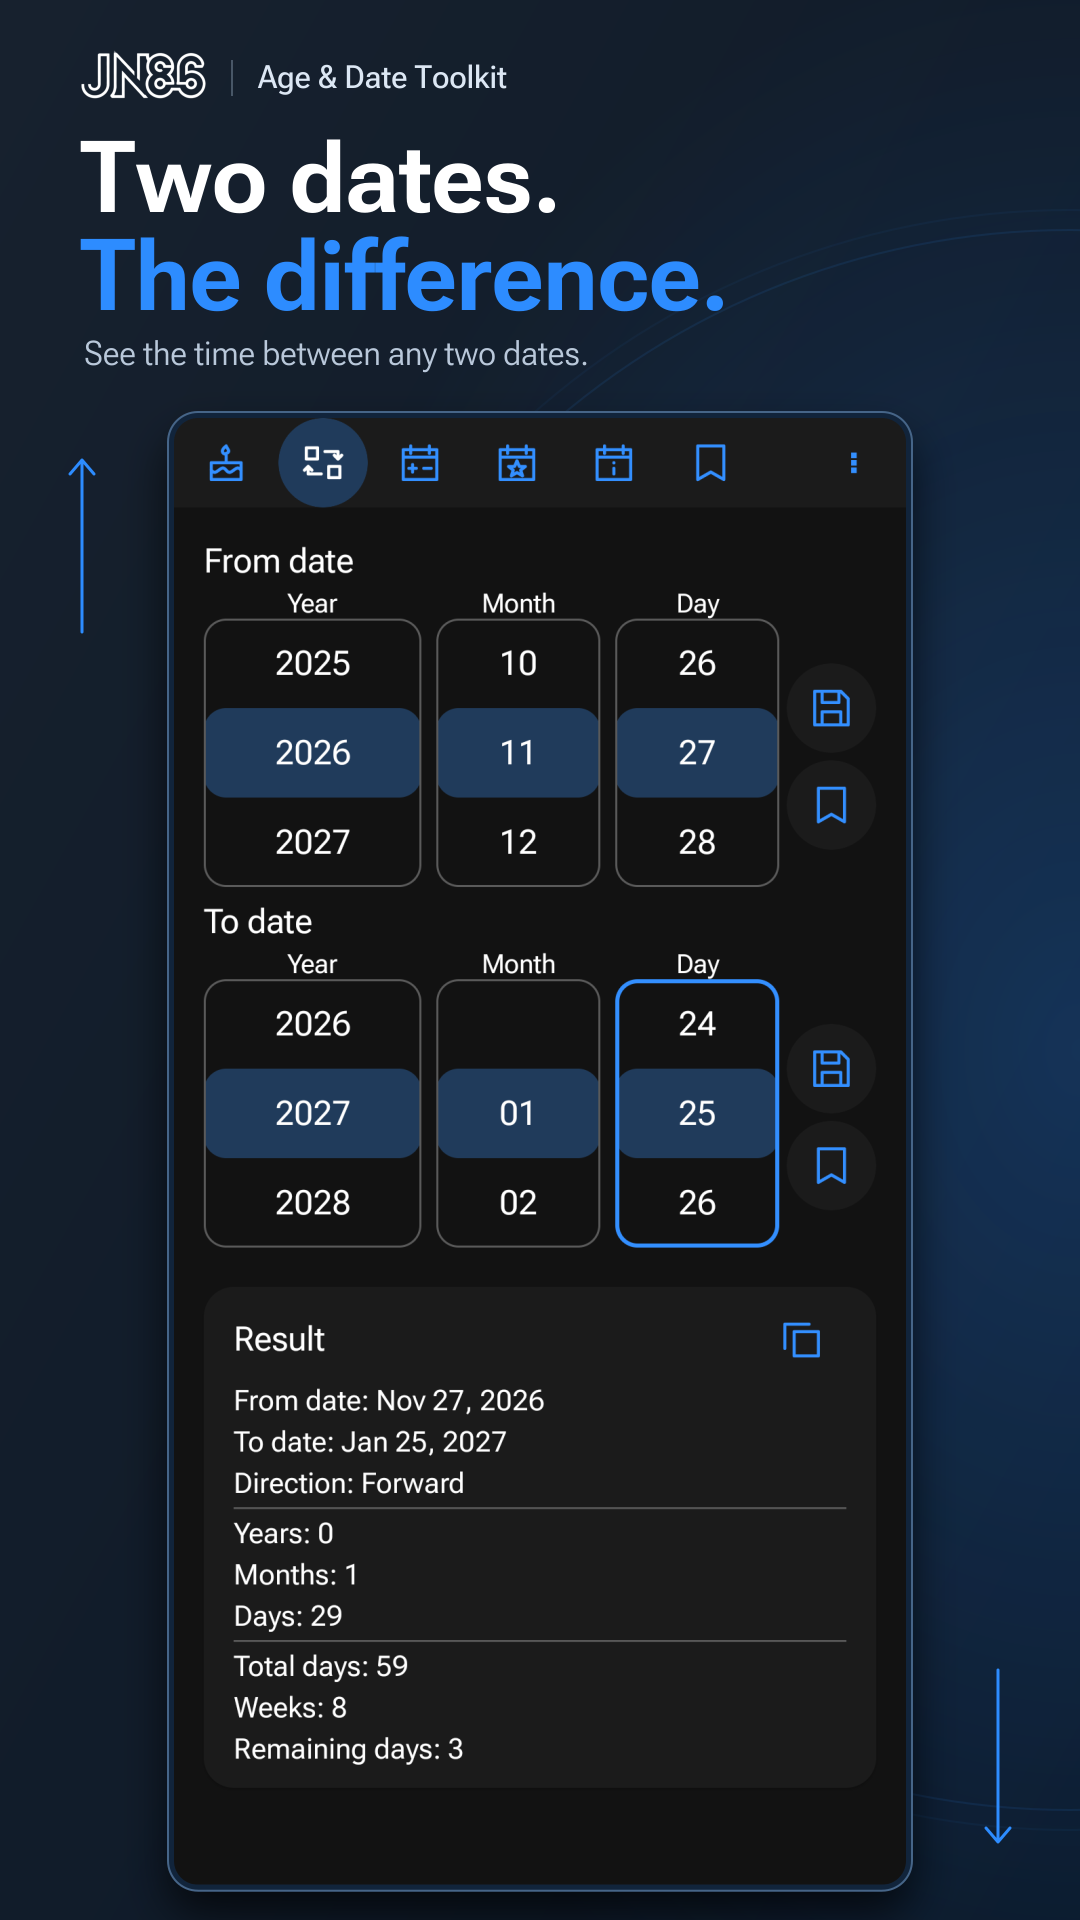 JN86 Age & Date Toolkit
Two dates.
The difference.
See the time between any two dates.
From date
Year Month Day
2025 10 26
2026 11 27
2027 12 28
To date
Year Month Day
2026 24
2027 01 25
2028 02 26
Result
From date: Nov 27, 2026
To date: Jan 25, 2027
Direction: Forward
Years: 0
Months: 1
Days: 29
Total days: 59
Weeks: 8
Remaining days: 3